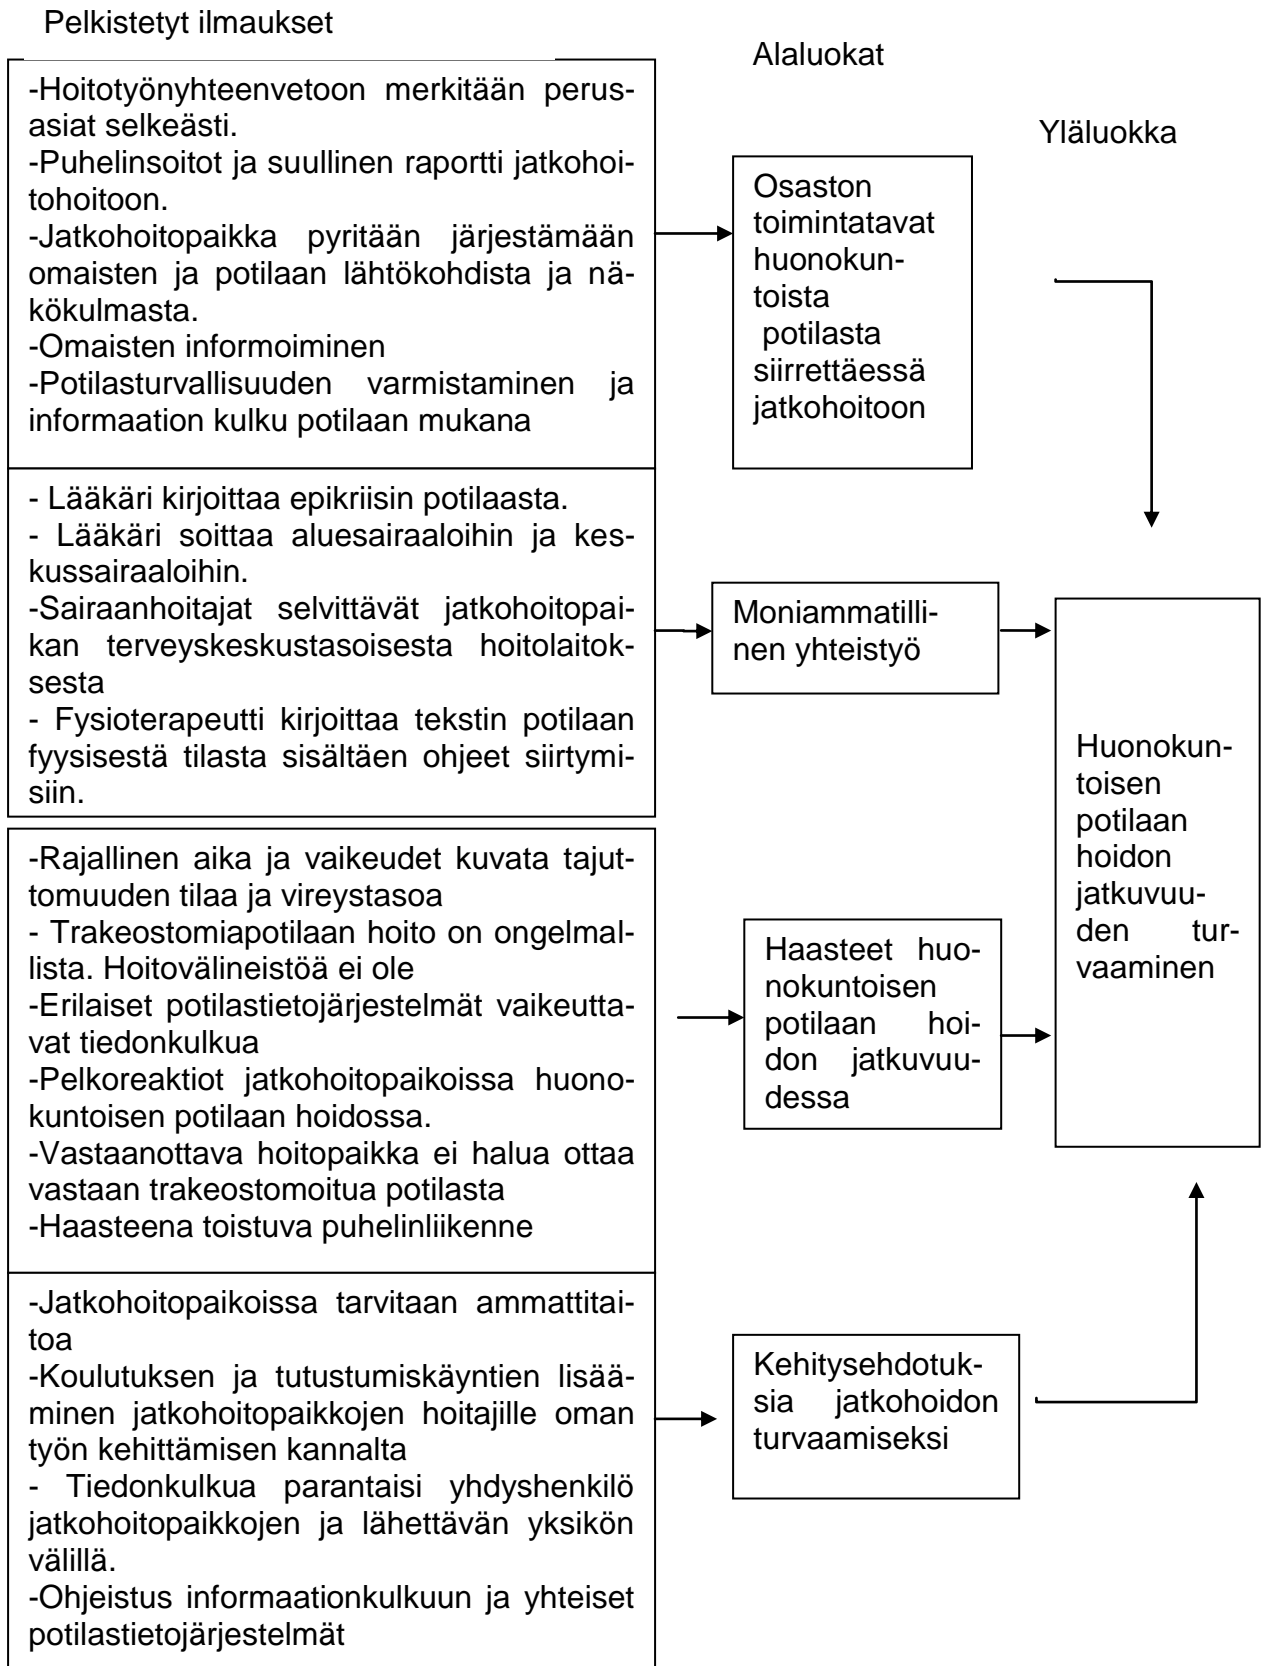 Pelkistetyt ilmaukset
Alaluokat
Yläluokka
-Hoitotyönyhteenvetoon merkitään perus-
asiat selkeästi.
-Puhelinsoitot ja suullinen raportti jatkohoi-
tohoitoon.
-Jatkohoitopaikka pyritään järjestämään
omaisten ja potilaan lähtökohdista ja nä-
kökulmasta.
-Omaisten informoiminen
-Potilasturvallisuuden varmistaminen ja
informaation kulku potilaan mukana
Osaston
toimintatavat
huonokun-
toista
potilasta
siirrettäessä
jatkohoitoon
- Lääkäri kirjoittaa epikriisin potilaasta.
- Lääkäri soittaa aluesairaaloihin ja kes-
kussairaaloihin.
-Sairaanhoitajat selvittävät jatkohoitopai-
kan terveyskeskustasoisesta hoitolaitok-
sesta
- Fysioterapeutti kirjoittaa tekstin potilaan
fyysisestä tilasta sisältäen ohjeet siirtymi-
siin.
Moniammatilli-
nen yhteistyö
Huonokun-
toisen
potilaan
hoidon
jatkuvuu-
den tur-
vaaminen
-Rajallinen aika ja vaikeudet kuvata tajut-
tomuuden tilaa ja vireystasoa
- Trakeostomiapotilaan hoito on ongelmal-
lista. Hoitovälineistöä ei ole
-Erilaiset potilastietojärjestelmät vaikeutta-
vat tiedonkulkua
-Pelkoreaktiot jatkohoitopaikoissa huono-
kuntoisen potilaan hoidossa.
-Vastaanottava hoitopaikka ei halua ottaa
vastaan trakeostomoitua potilasta
-Haasteena toistuva puhelinliikenne
Haasteet huo-
nokuntoisen
potilaan hoi-
don jatkuvuu-
dessa
-Jatkohoitopaikoissa tarvitaan ammattitai-
toa
-Koulutuksen ja tutustumiskäyntien lisää-
minen jatkohoitopaikkojen hoitajille oman
työn kehittämisen kannalta
- Tiedonkulkua parantaisi yhdyshenkilö
jatkohoitopaikkojen ja lähettävän yksikön
välillä.
-Ohjeistus informaationkulkuun ja yhteiset
potilastietojärjestelmät
Kehitysehdotuk-
sia jatkohoidon
turvaamiseksi